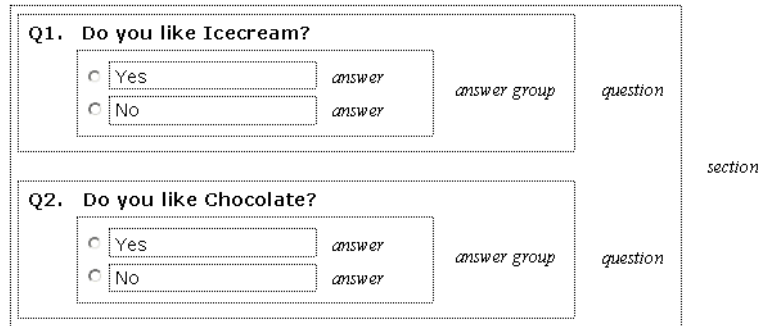 Q1. Do you like Icecream?
Yes answer
answer group question
No answer
section
Q2. Do you like Chocolate?
Yes answer
answer group question
No answer